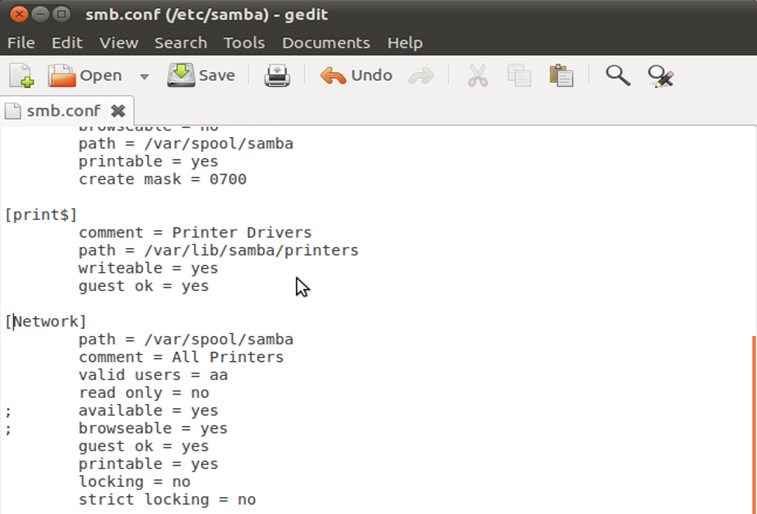 smb.conf (/etc/samba) - gedit
File Edit View Search Tools Documents Help
Open Save Undo
smb.conf
browseable = no
path = /var/spool/samba
printable = yes
create mask = 0700
[print$]
comment = Printer Drivers
path = /var/lib/samba/printers
writeable = yes
guest ok = yes
[Network]
path = /var/spool/samba
comment = All Printers
valid users = aa
read only = no
; available = yes
; browseable = yes
guest ok = yes
printable = yes
locking = no
strict locking = no